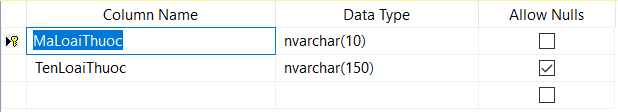 Column Name Data Type Allow Nulls
MaLoaiThuoc nvarchar(10)
TenLoaiThuoc nvarchar(150)